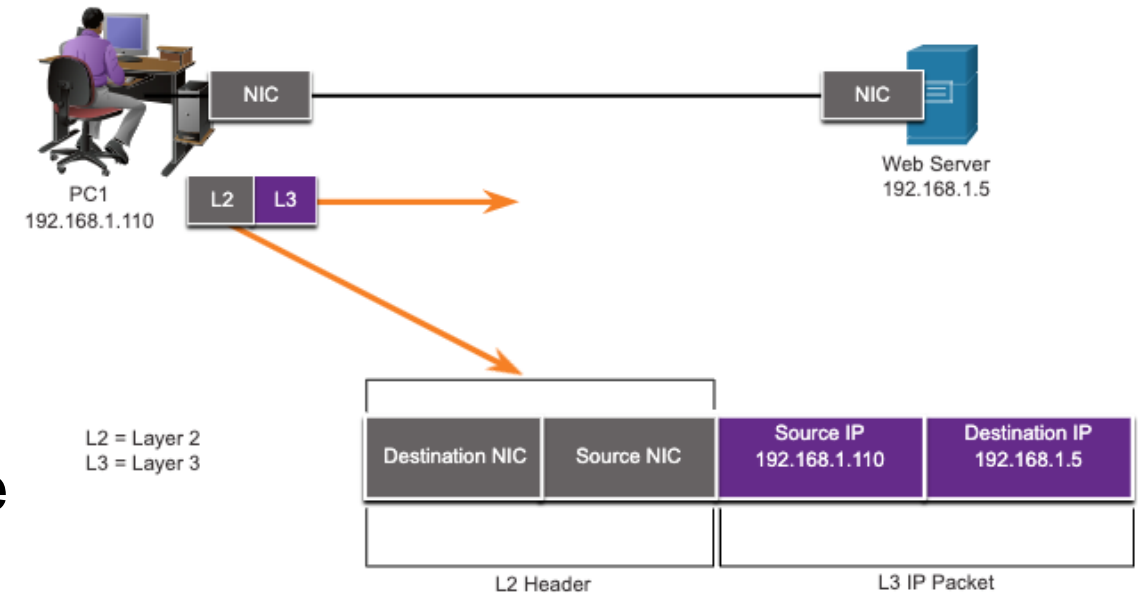 NIC
NIC
Web Server
192.168.1.5
PC1
192.168.1.110
L2
L3
L2 = Layer 2
L3 = Layer 3
e
Destination NIC
Source NIC
Source IP
192.168.1.110
Destination IP
192.168.1.5
L2 Header
L3 IP Packet